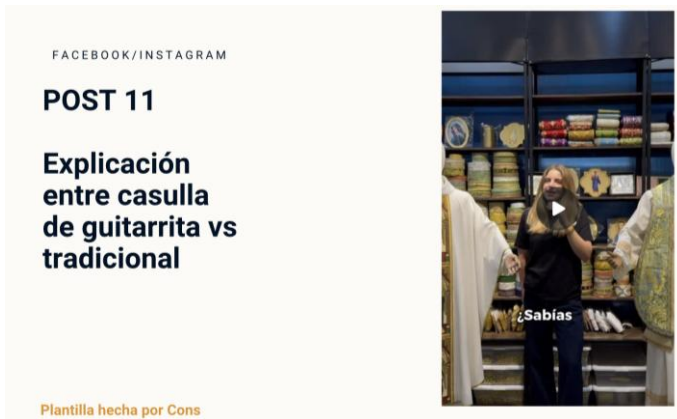 FACEBOOK/INSTAGRAM
POST 11
Explicación
entre casulla
de guitarrita vs
tradicional
¿Sabías
Plantilla hecha por Cons